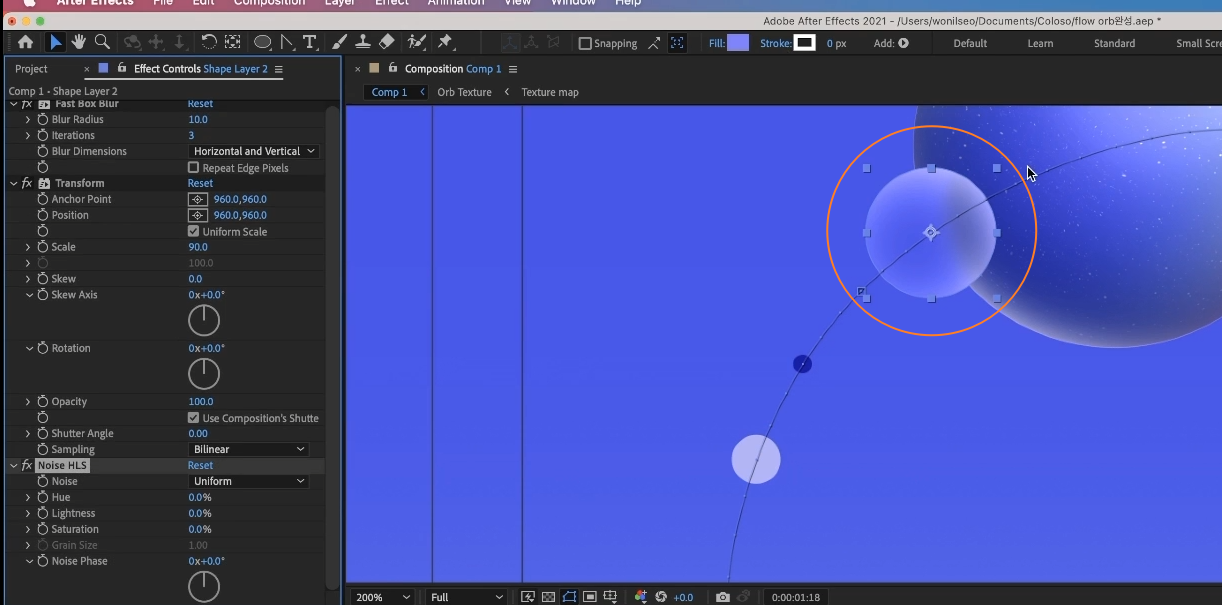 After Effects File Edit Composition Layer Effect Animation View Window Help
Adobe After Effects 2021 - /Users/wonilseo/Documents/Coloso/flow orb완성.aep *
Snapping Fill: Stroke: 0 px Add: Default Learn Standard Small Scre
Project × Effect Controls Shape Layer 2
× Composition Comp 1
Comp 1 - Shape Layer 2
Comp 1 Orb Texture Texture map
fx Fast Box Blur Reset
Blur Radius 10.0
Iterations 3
Blur Dimensions Horizontal and Vertical
Repeat Edge Pixels
fx Transform Reset
Anchor Point 960.0,960.0
Position 960.0,960.0
Uniform Scale
Scale 90.0
100.0
Skew 0.0
Skew Axis 0x+0.0°
Rotation 0x+0.0°
Opacity 100.0
Use Composition's Shutte
Shutter Angle 0.00
Sampling Bilinear
fx Noise HLS Reset
Noise Uniform
Hue 0.0%
Lightness 0.0%
Saturation 0.0%
Grain Size 1.00
Noise Phase 0x+0.0°
200% Full +0.0 0:00:01:18